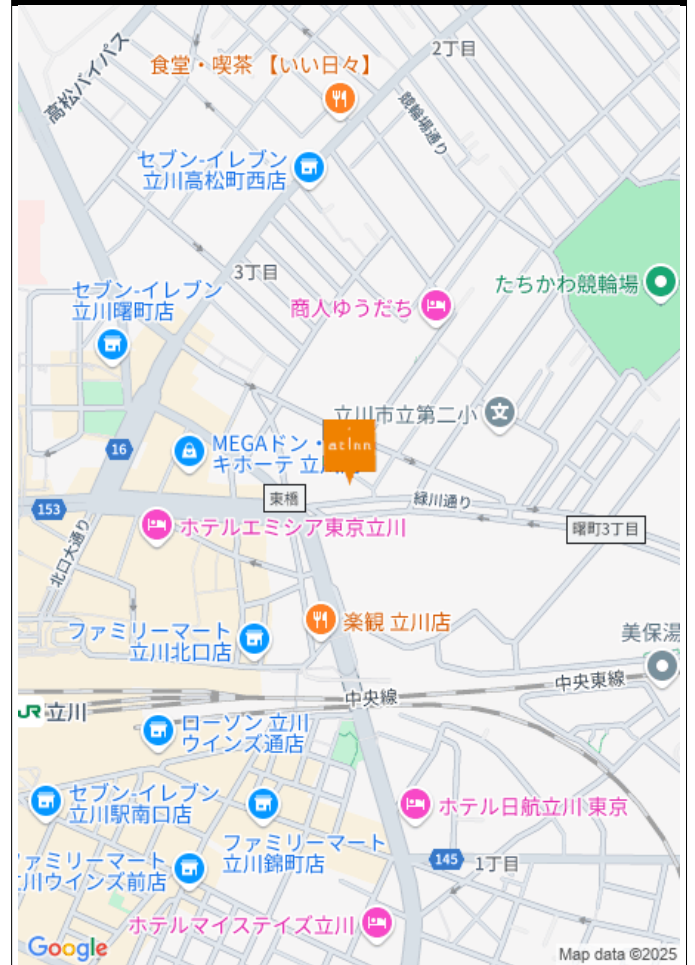 2丁目
食堂・喫茶 【いい日々】
高松バイパス
競輪場通り
セブン-イレブン
立川高松町西店
3丁目
たちかわ競輪場
セブン-イレブン
立川曙町店
商人ゆうだち
立川市立第二小
文
16
MEGAドン・
キホーテ 立
at inn
153
東橋
緑川通り
曙町3丁目
ホテルエミシア東京立川
北口大通り
楽観 立川店
ファミリーマート
立川北口店
美保湯
中央東線
中央線
JR 立川
ローソン 立川
ウインズ通店
セブン-イレブン
立川駅南口店
ホテル日航立川 東京
ファミリーマート
立川錦町店
145
1丁目
ファミリーマート
立川ウインズ前店
ホテルマイステイズ立川
Google
Map data ©2025